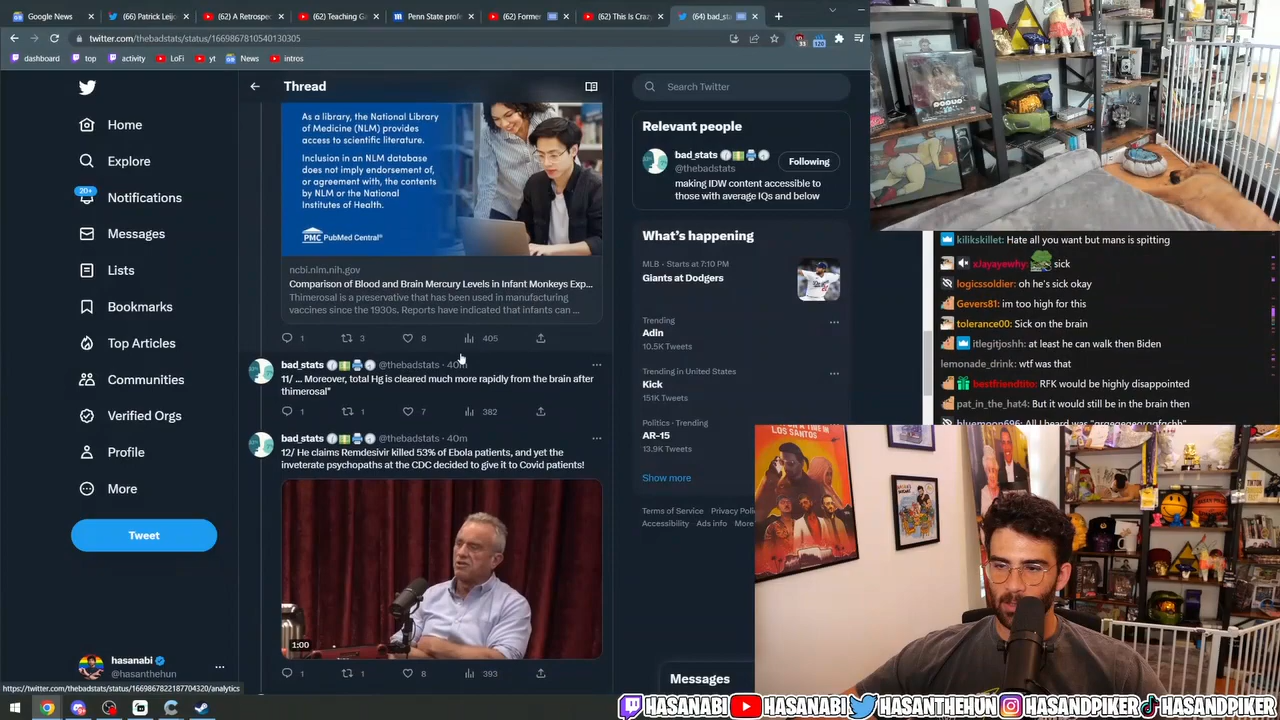 Google News
(66) Patrick Leij
(62) A Retrospe
(62) Teaching G
Penn State prof
(62) Former
(62) This Is Craz
(64) bad_st
twitter.com/thebadstats/status/1669867810540130305
33
120
dashboard
top
activity
LoFi
yt
News
intros
Home
Explore
20+
Notifications
Messages
Lists
Bookmarks
Top Articles
Communities
Verified Orgs
Profile
More
Tweet
hasanabi
@hasanthehun
https://twitter.com/thebadstats/status/1669867822187704320/analytics
Thread
As a library, the National Library
of Medicine (NLM) provides
access to scientific literature.
Inclusion in an NLM database
does not imply endorsement of,
or agreement with, the contents
by NLM or the National
Institutes of Health.
PMC PubMed Central®
ncbi.nlm.nih.gov
Comparison of Blood and Brain Mercury Levels in Infant Monkeys Exp...
Thimerosal is a preservative that has been used in manufacturing
vaccines since the 1930s. Reports have indicated that infants can ...
1 3 8 405
bad_stats @thebadstats · 40m
11/ ... Moreover, total Hg is cleared much more rapidly from the brain after
thimerosal"
1 1 7 382
bad_stats @thebadstats · 40m
12/ He claims Remdesivir killed 53% of Ebola patients, and yet the
inveterate psychopaths at the CDC decided to give it to Covid patients!
1:00
1 1 8 393
Search Twitter
Relevant people
bad_stats
@thebadstats
Following
making IDW content accessible to
those with average IQs and below
What's happening
MLB · Starts at 7:10 PM
Giants at Dodgers
Trending
Adin
10.5K Tweets
Trending in United States
Kick
151K Tweets
Politics · Trending
AR-15
13.9K Tweets
Show more
Terms of Service Privacy Poli
Accessibility Ads info More
Messages
kilikskillet: Hate all you want but mans is spitting
xJayayewhy: sick
logicssoldier: oh he's sick okay
Gevers81: im too high for this
tolerance00: Sick on the brain
itlegitjoshh: at least he can walk then Biden
lemonade_drink: wtf was that
bestfriendtito: RFK would be highly disappointed
pat_in_the_hat4: But it would still be in the brain then
LOS SANTOS
HASANABI
HASANABI
HASANTHEHUN
HASANDPIKER
HASANDPIKER